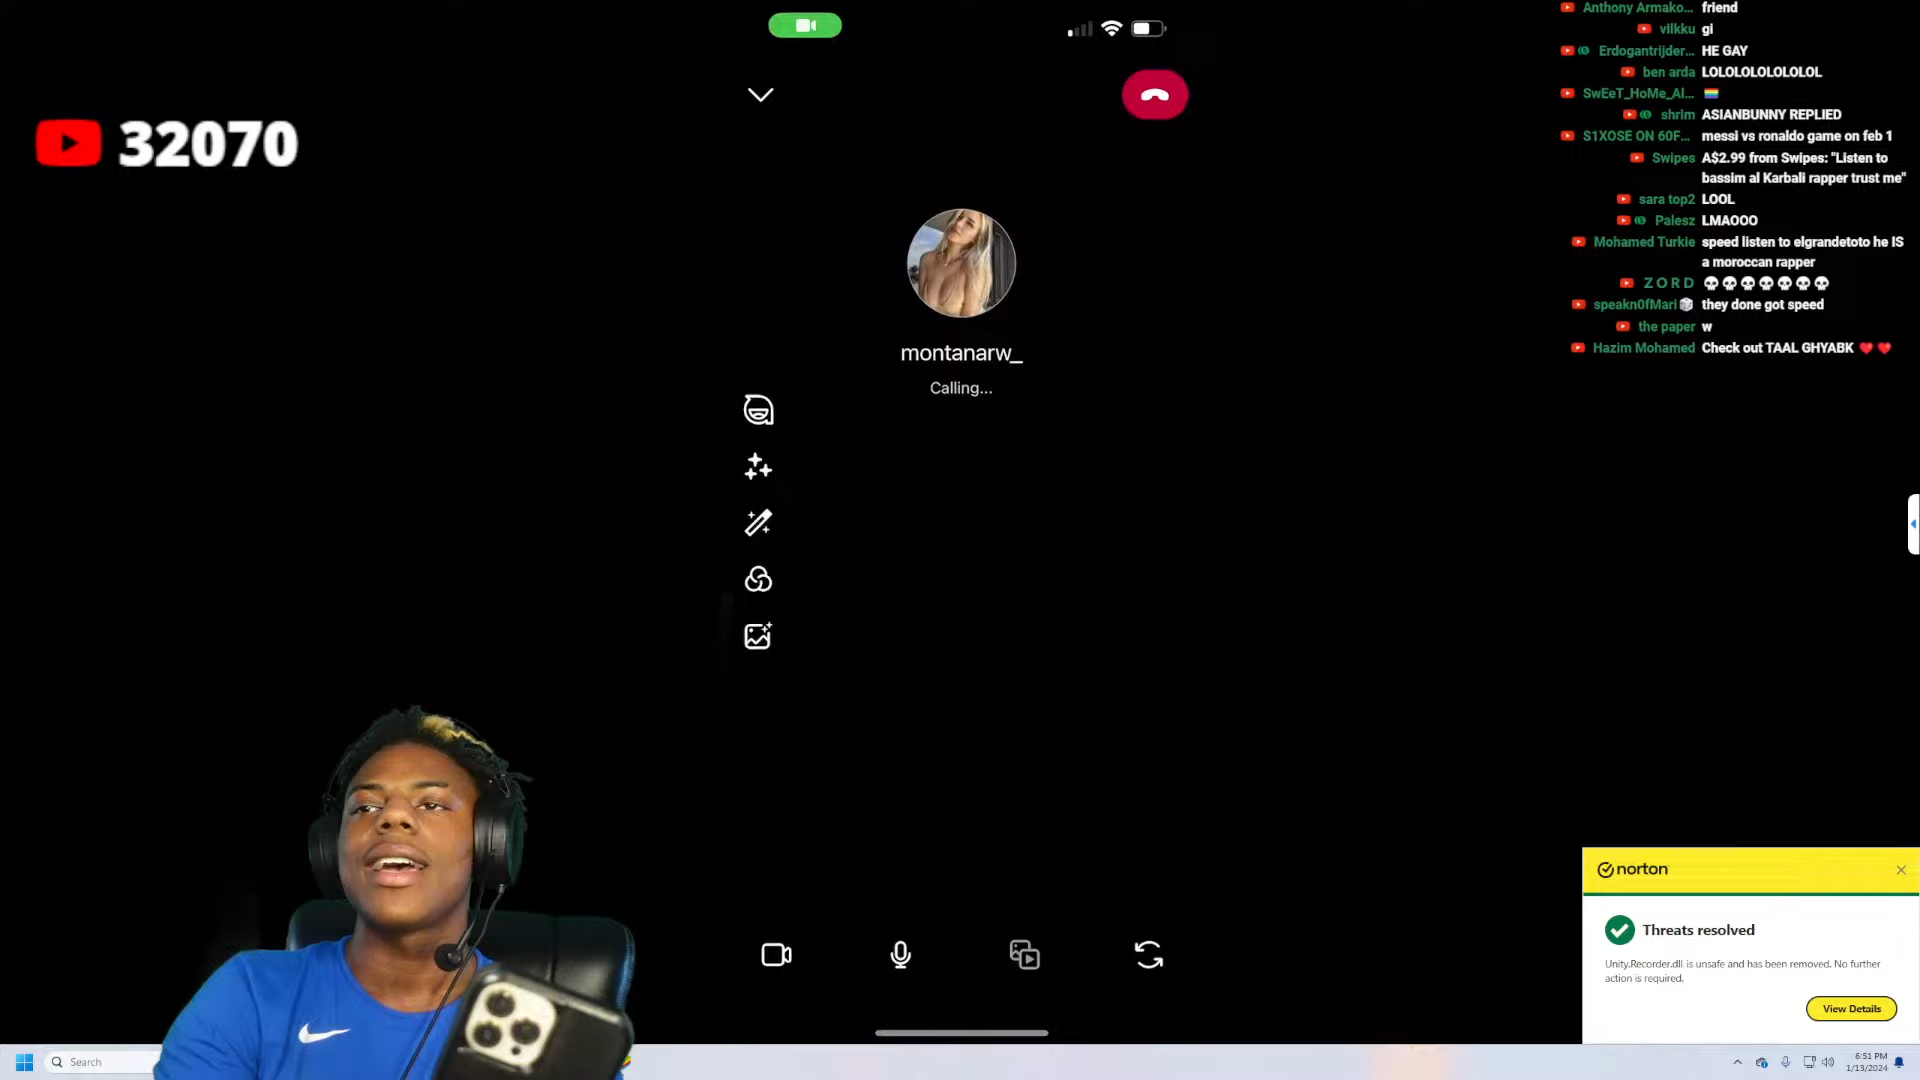 32070
montanarw_
Calling...
Anthony Armako... friend
vilkku gi
Erdogantrijder... HE GAY
ben arda LOLOLOLOLOLOLOL
SwEeT_HoMe_Al...
shrim ASIANBUNNY REPLIED
S1XOSE ON 60F... messi vs ronaldo game on feb 1
Swipes A$2.99 from Swipes: "Listen to
bassim al Karbali rapper trust me"
sara top2 LOOL
Palesz LMAOOO
Mohamed Turkie speed listen to elgrandetoto he IS
a moroccan rapper
Z O R D
speakn0fMari they done got speed
the paper w
Hazim Mohamed Check out TAAL GHYABK
norton
Threats resolved
Unity.Recorder.dll is unsafe and has been removed. No further
action is required.
View Details
Search
6:51 PM
1/13/2024